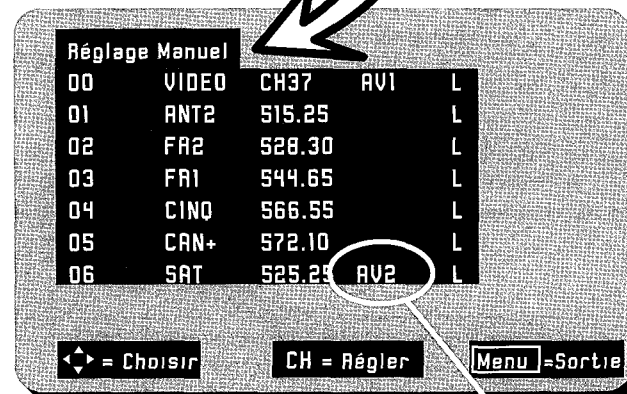 Réglage Manuel
00 VIDEO CH37 AV1 L
01 ANT2 515.25 L
02 FR2 528.30 L
03 FR1 544.65 L
04 CINQ 566.55 L
05 CAN+ 572.10 L
06 SAT 525.25 AV2 L
= Choisir CH = Régler Menu =Sortie